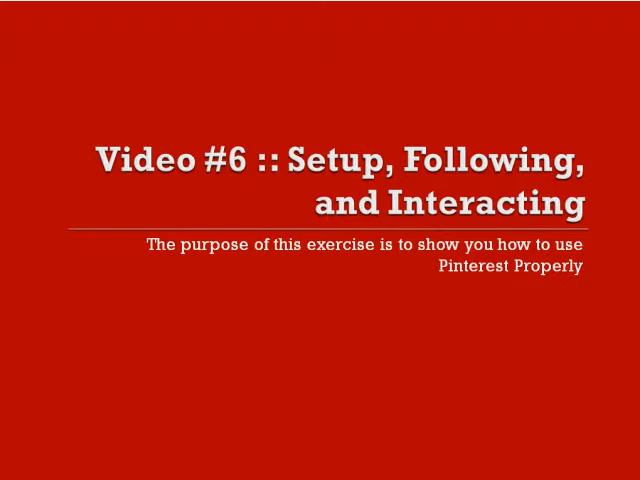 Video #6 :: Setup, Following,
and Interacting
The purpose of this exercise is to show you how to use
Pinterest Properly